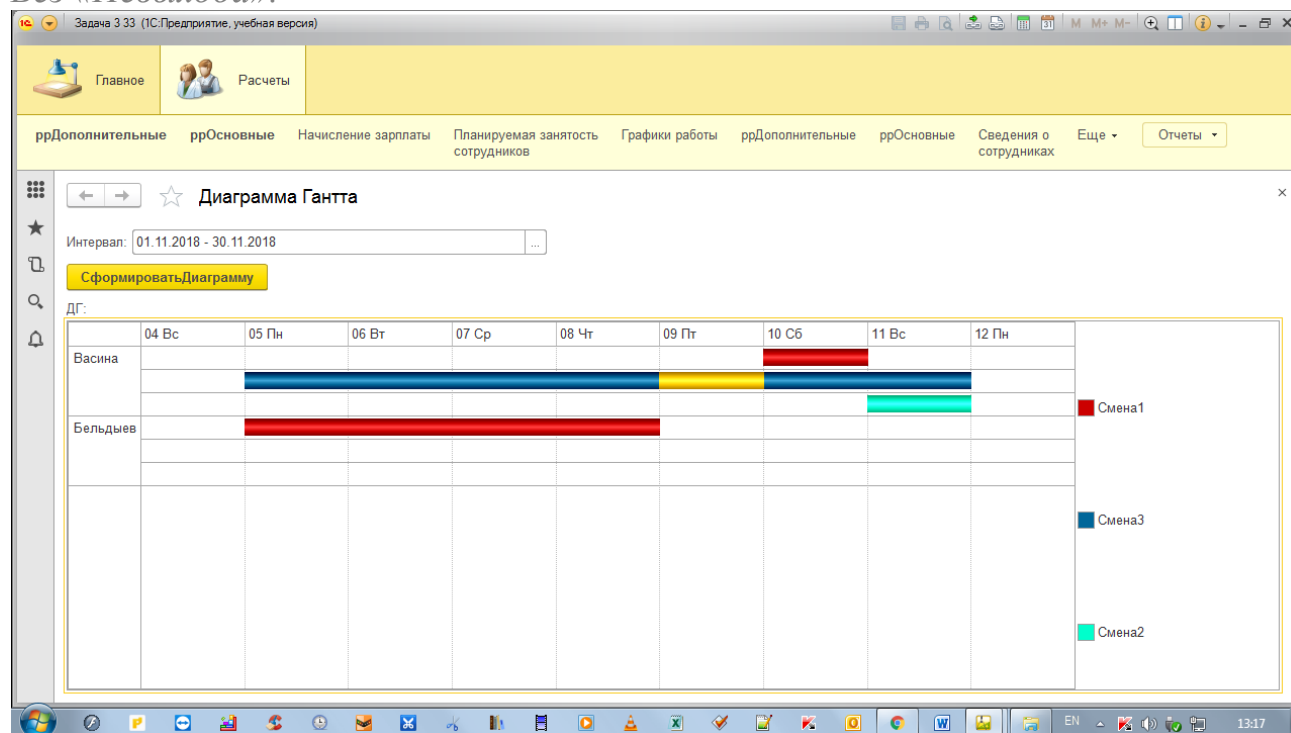 Задача 3 33 (1С:Предприятие, учебная версия)
M M+ M-
Главное
Расчеты
ррДополнительные ррОсновные Начисление зарплаты Планируемая занятость сотрудников Графики работы ррДополнительные ррОсновные Сведения о сотрудниках Еще Отчеты
Диаграмма Гантта
Интервал: 01.11.2018 - 30.11.2018 ...
СформироватьДиаграмму
ДГ:
04 Вс 05 Пн 06 Вт 07 Ср 08 Чт 09 Пт 10 Сб 11 Вс 12 Пн
Васина
Бельдыев
Смена1
Смена3
Смена2
EN 13:17